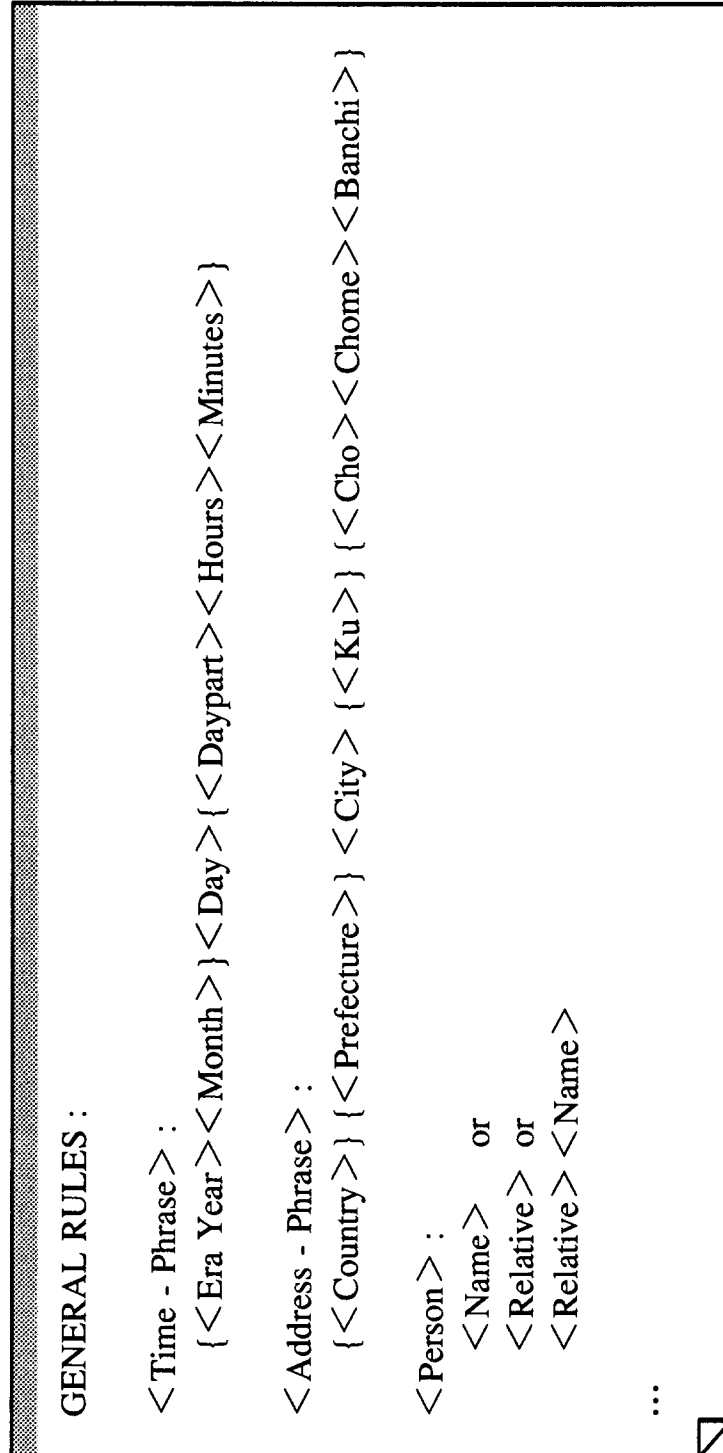 GENERAL RULES :
<Time - Phrase> :
{<Era Year><Month>}<Day>{<Daypart><Hours><Minutes>}
<Address - Phrase> :
{<Country>} {<Prefecture>} <City> {<Ku>} {<Cho><Chome><Banchi>}
<Person> :
<Name> or
<Relative> or
<Relative> <Name>
...